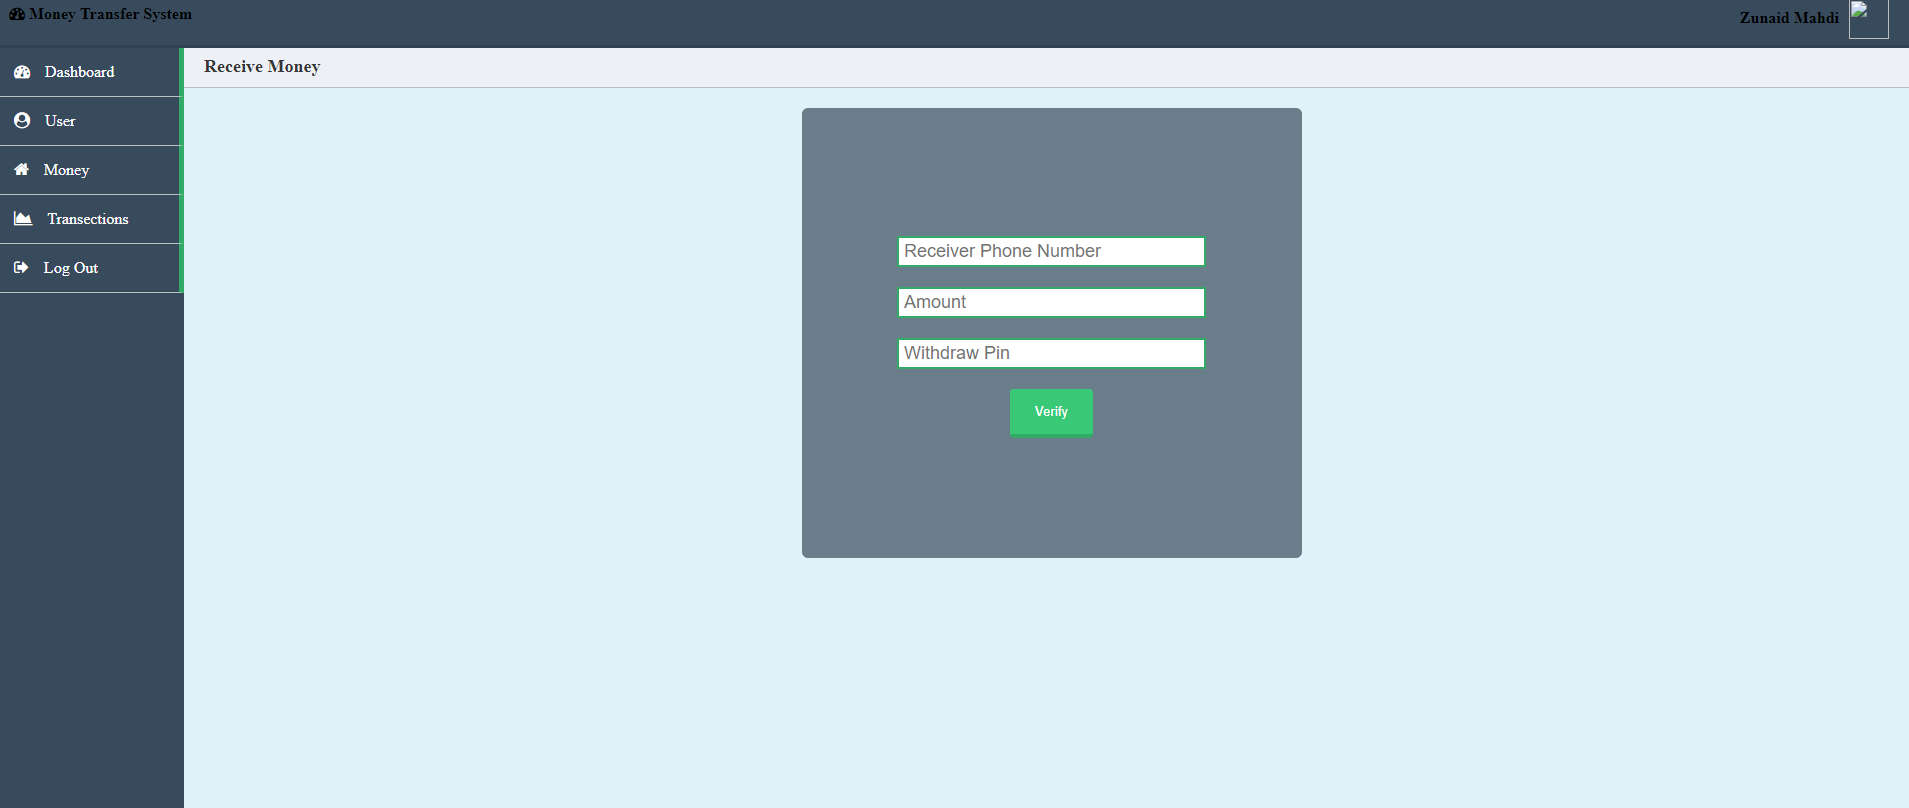 Money Transfer System
Zunaid Mahdi
Dashboard
User
Money
Transections
Log Out
Receive Money
Receiver Phone Number
Amount
Withdraw Pin
Verify